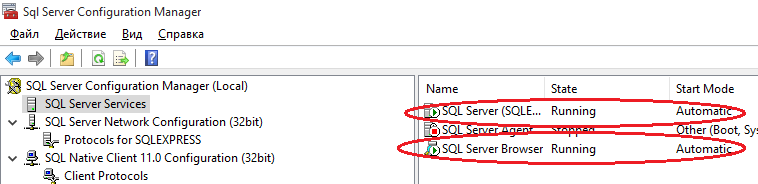 Sql Server Configuration Manager
Файл Действие Вид Справка
SQL Server Configuration Manager (Local)
SQL Server Services
SQL Server Network Configuration (32bit)
Protocols for SQLEXPRESS
SQL Native Client 11.0 Configuration (32bit)
Client Protocols
Name State Start Mode
SQL Server (SQLE... Running Automatic
SQL Server Agent Stopped Other (Boot, Sys
SQL Server Browser Running Automatic